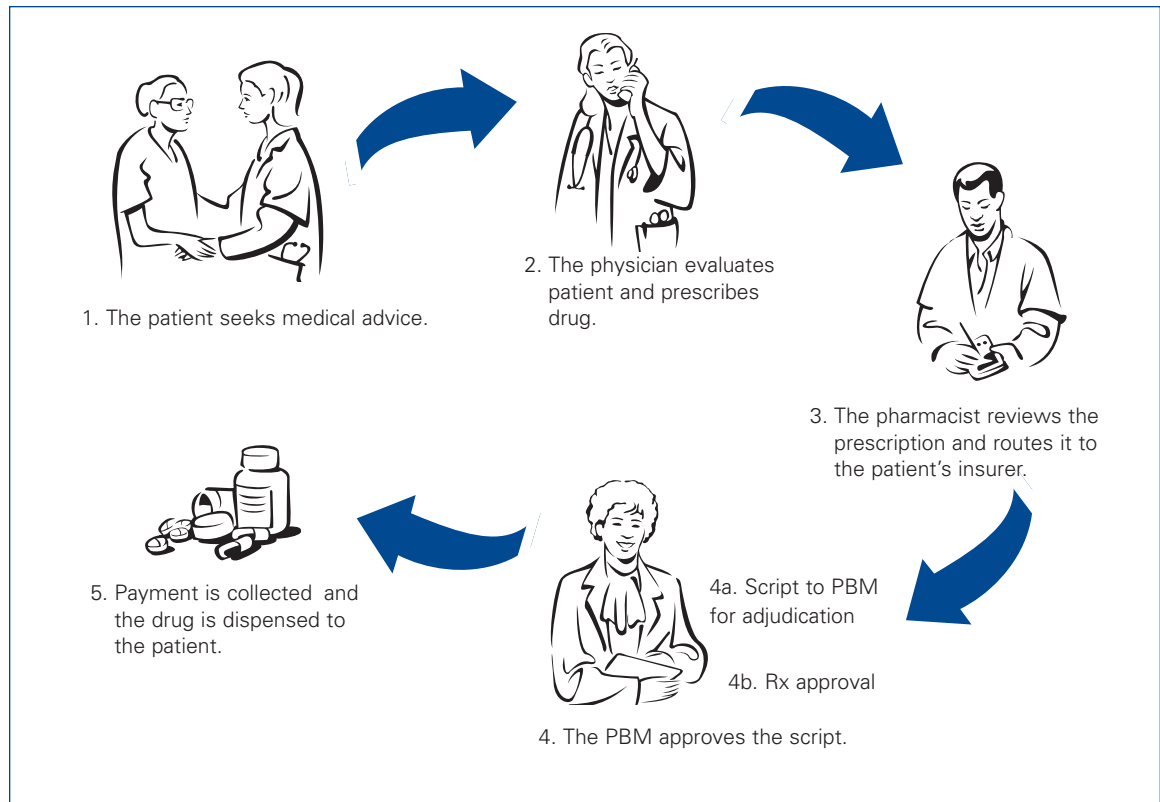 1. The patient seeks medical advice.
2. The physician evaluates
patient and prescribes
drug.
3. The pharmacist reviews the
prescription and routes it to
the patient’s insurer.
4a. Script to PBM
for adjudication
4b. Rx approval
4. The PBM approves the script.
5. Payment is collected and
the drug is dispensed to
the patient.